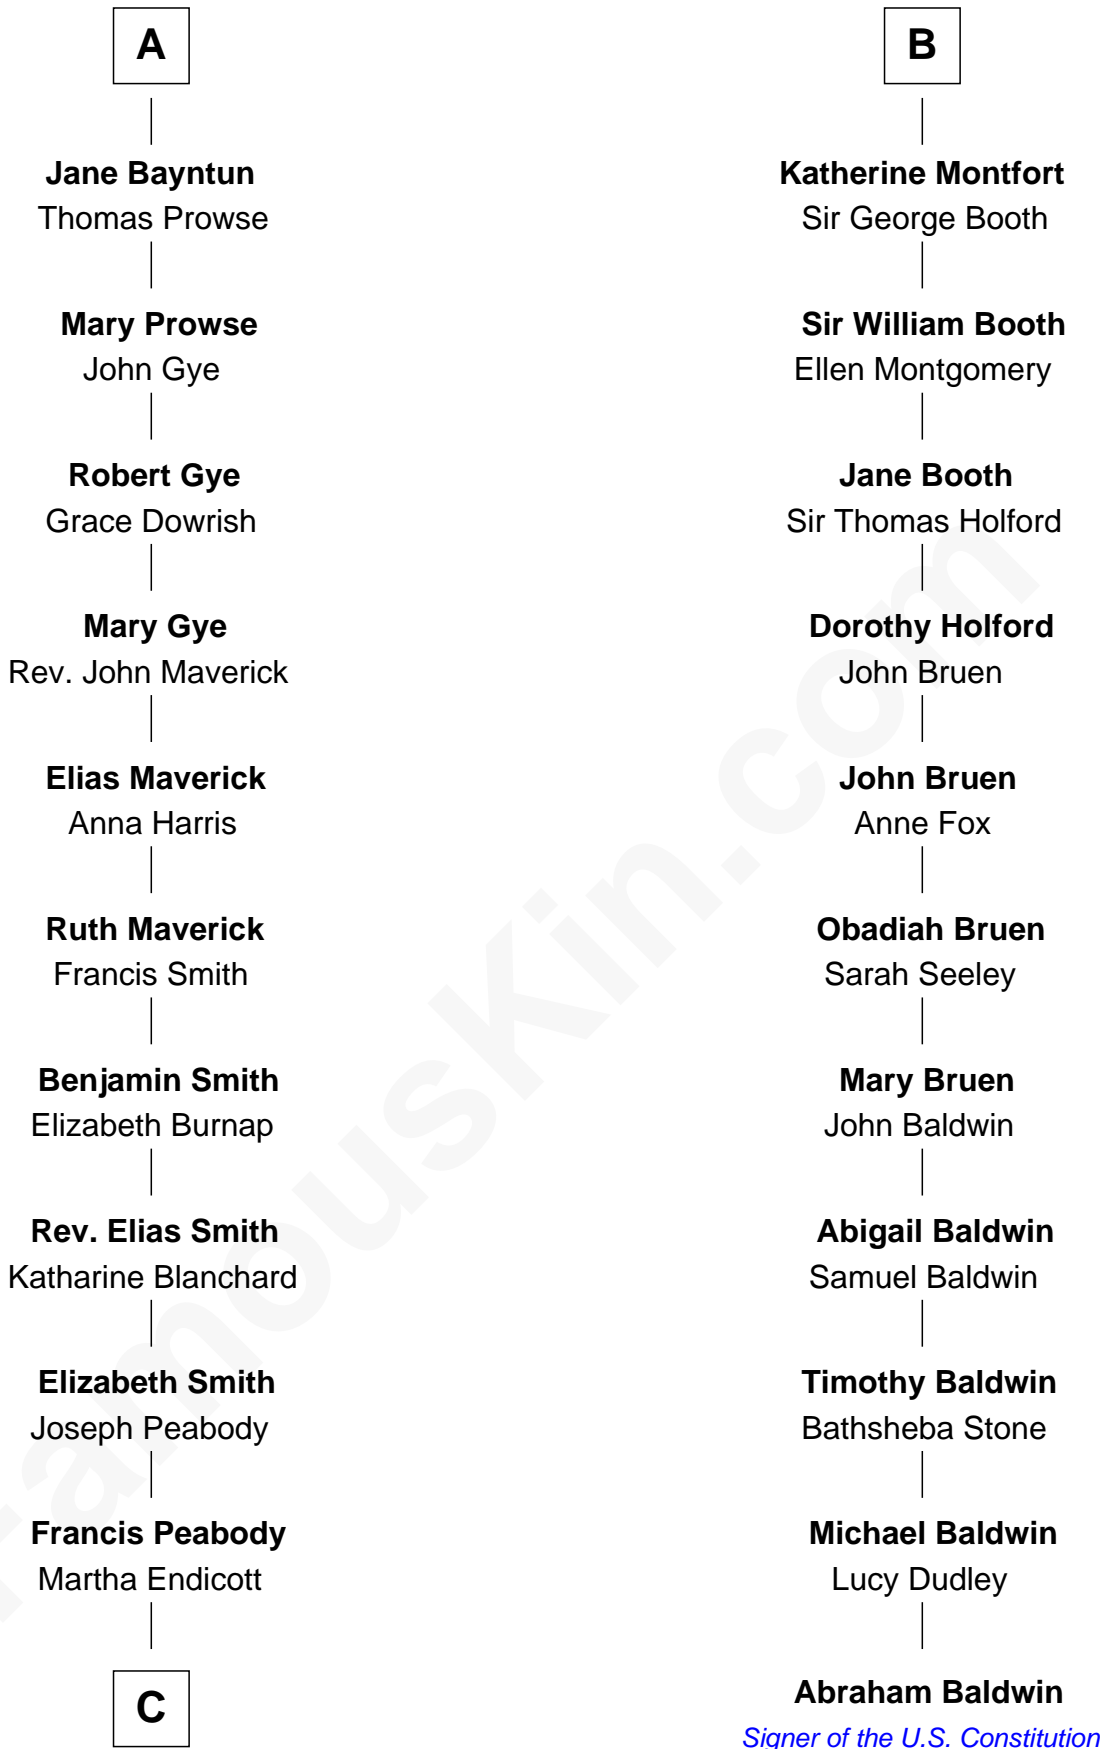 A
Jane Bayntun
Thomas Prowse
Mary Prowse
John Gye
Robert Gye
Grace Dowrish
Mary Gye
Rev. John Maverick
Elias Maverick
Anna Harris
Ruth Maverick
Francis Smith
Benjamin Smith
Elizabeth Burnap
Rev. Elias Smith
Katharine Blanchard
Elizabeth Smith
Joseph Peabody
Francis Peabody
Martha Endicott
C
B
Katherine Montfort
Sir George Booth
Sir William Booth
Ellen Montgomery
Jane Booth
Sir Thomas Holford
Dorothy Holford
John Bruen
John Bruen
Anne Fox
Obadiah Bruen
Sarah Seeley
Mary Bruen
John Baldwin
Abigail Baldwin
Samuel Baldwin
Timothy Baldwin
Bathsheba Stone
Michael Baldwin
Lucy Dudley
Abraham Baldwin
Signer of the U.S. Constitution
FamousKin.com